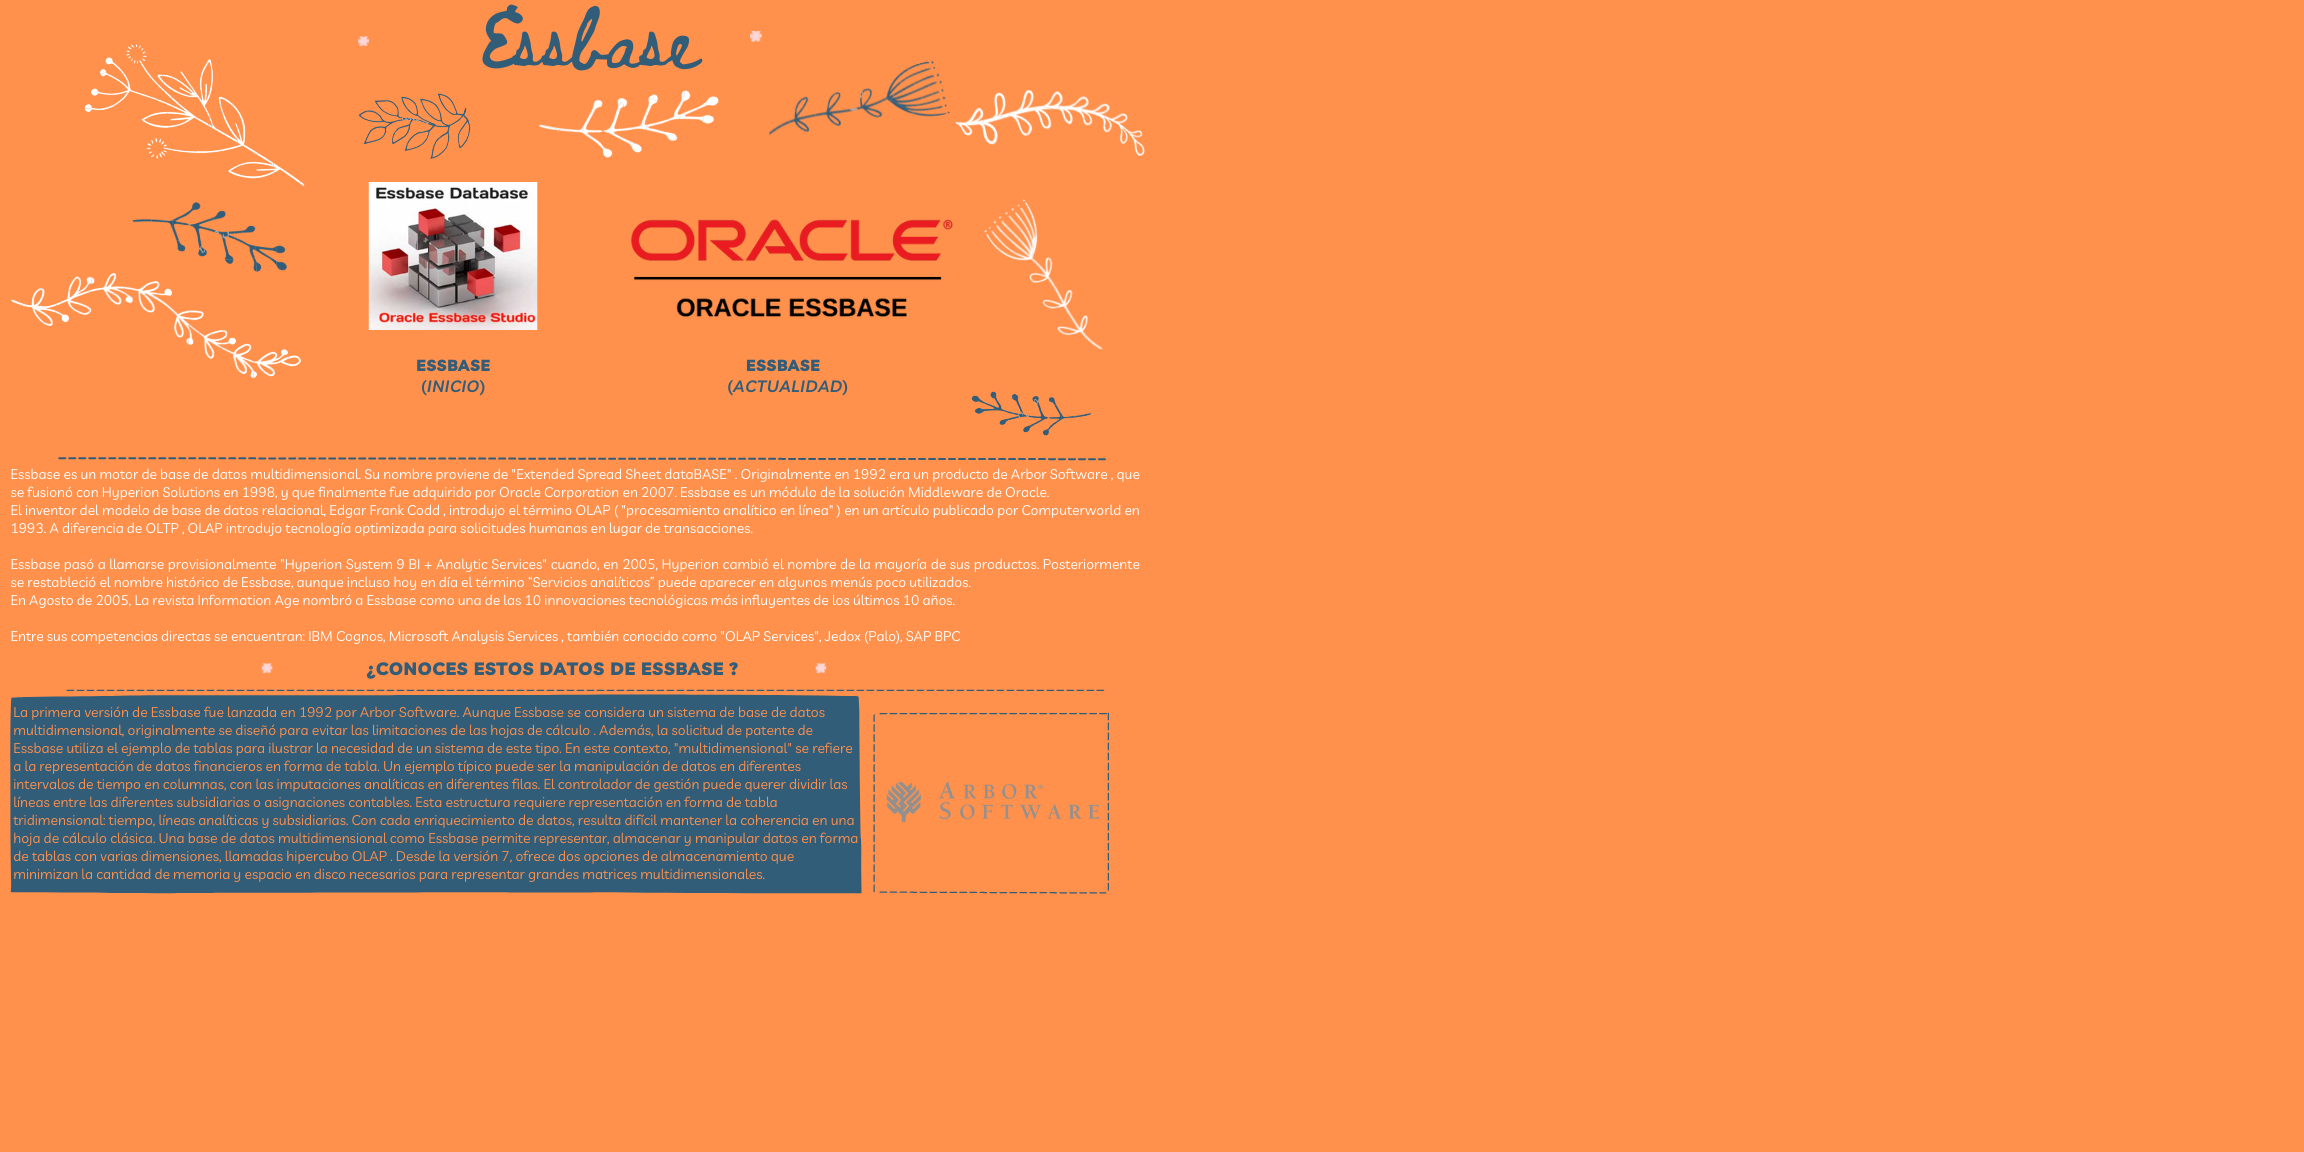 Essbase
Essbase Database
Oracle Essbase Studio
ORACLE®
ORACLE ESSBASE
ESSBASE
(INICIO)
ESSBASE
(ACTUALIDAD)
Essbase es un motor de base de datos multidimensional. Su nombre proviene de "Extended Spread Sheet dataBASE" . Originalmente en 1992 era un producto de Arbor Software , que
se fusionó con Hyperion Solutions en 1998, y que finalmente fue adquirido por Oracle Corporation en 2007. Essbase es un módulo de la solución Middleware de Oracle.
El inventor del modelo de base de datos relacional, Edgar Frank Codd , introdujo el término OLAP ( "procesamiento analítico en línea" ) en un artículo publicado por Computerworld en
1993. A diferencia de OLTP , OLAP introdujo tecnología optimizada para solicitudes humanas en lugar de transacciones.
Essbase pasó a llamarse provisionalmente "Hyperion System 9 BI + Analytic Services" cuando, en 2005, Hyperion cambió el nombre de la mayoría de sus productos. Posteriormente
se restableció el nombre histórico de Essbase, aunque incluso hoy en día el término “Servicios analíticos” puede aparecer en algunos menús poco utilizados.
En Agosto de 2005, La revista Information Age nombró a Essbase como una de las 10 innovaciones tecnológicas más influyentes de los últimos 10 años.
Entre sus competencias directas se encuentran: IBM Cognos, Microsoft Analysis Services , también conocido como "OLAP Services", Jedox (Palo), SAP BPC
¿CONOCES ESTOS DATOS DE ESSBASE ?
La primera versión de Essbase fue lanzada en 1992 por Arbor Software. Aunque Essbase se considera un sistema de base de datos
multidimensional, originalmente se diseñó para evitar las limitaciones de las hojas de cálculo . Además, la solicitud de patente de
Essbase utiliza el ejemplo de tablas para ilustrar la necesidad de un sistema de este tipo. En este contexto, "multidimensional" se refiere
a la representación de datos financieros en forma de tabla. Un ejemplo típico puede ser la manipulación de datos en diferentes
intervalos de tiempo en columnas, con las imputaciones analíticas en diferentes filas. El controlador de gestión puede querer dividir las
líneas entre las diferentes subsidiarias o asignaciones contables. Esta estructura requiere representación en forma de tabla
tridimensional: tiempo, líneas analíticas y subsidiarias. Con cada enriquecimiento de datos, resulta difícil mantener la coherencia en una
hoja de cálculo clásica. Una base de datos multidimensional como Essbase permite representar, almacenar y manipular datos en forma
de tablas con varias dimensiones, llamadas hipercubo OLAP . Desde la versión 7, ofrece dos opciones de almacenamiento que
minimizan la cantidad de memoria y espacio en disco necesarios para representar grandes matrices multidimensionales.
ARBOR
SOFTWARE